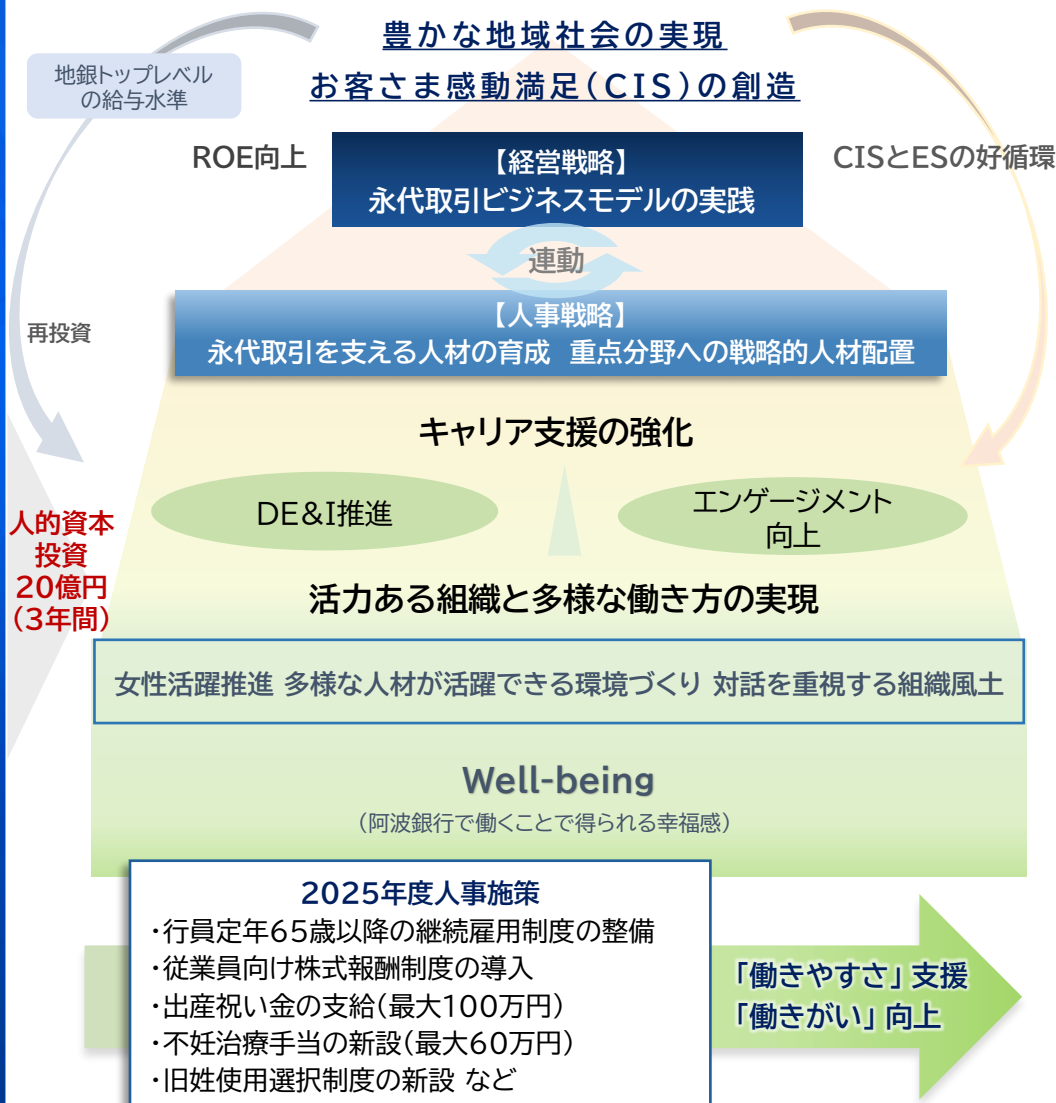 豊かな地域社会の実現
お客さま感動満足(CIS)の創造
地銀トップレベル
の給与水準
ROE向上
【経営戦略】
永代取引ビジネスモデルの実践
CISとESの好循環
連動
再投資
【人事戦略】
永代取引を支える人材の育成 重点分野への戦略的人材配置
キャリア支援の強化
DE&I推進
エンゲージメント
向上
人的資本
投資
20億円
(3年間)
活力ある組織と多様な働き方の実現
女性活躍推進 多様な人材が活躍できる環境づくり 対話を重視する組織風土
Well-being
(阿波銀行で働くことで得られる幸福感)
2025年度人事施策
・行員定年65歳以降の継続雇用制度の整備
・従業員向け株式報酬制度の導入
・出産祝い金の支給(最大100万円)
・不妊治療手当の新設(最大60万円)
・旧姓使用選択制度の新設 など
「働きやすさ」支援
「働きがい」向上